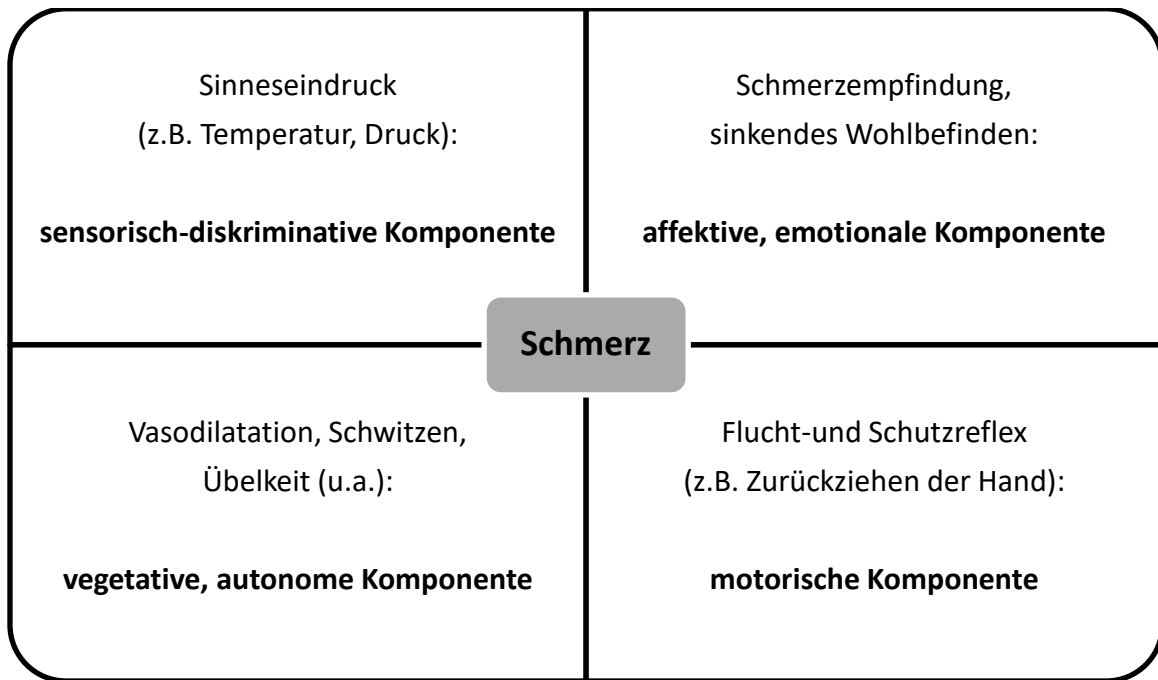 Sinneseindruck
(z.B. Temperatur, Druck):
sensorisch-diskriminative Komponente
Schmerzempfindung,
sinkendes Wohlbefinden:
affektive, emotionale Komponente
Schmerz
Vasodilatation, Schwitzen,
Übelkeit (u.a.):
vegetative, autonome Komponente
Flucht-und Schutzreflex
(z.B. Zurückziehen der Hand):
motorische Komponente